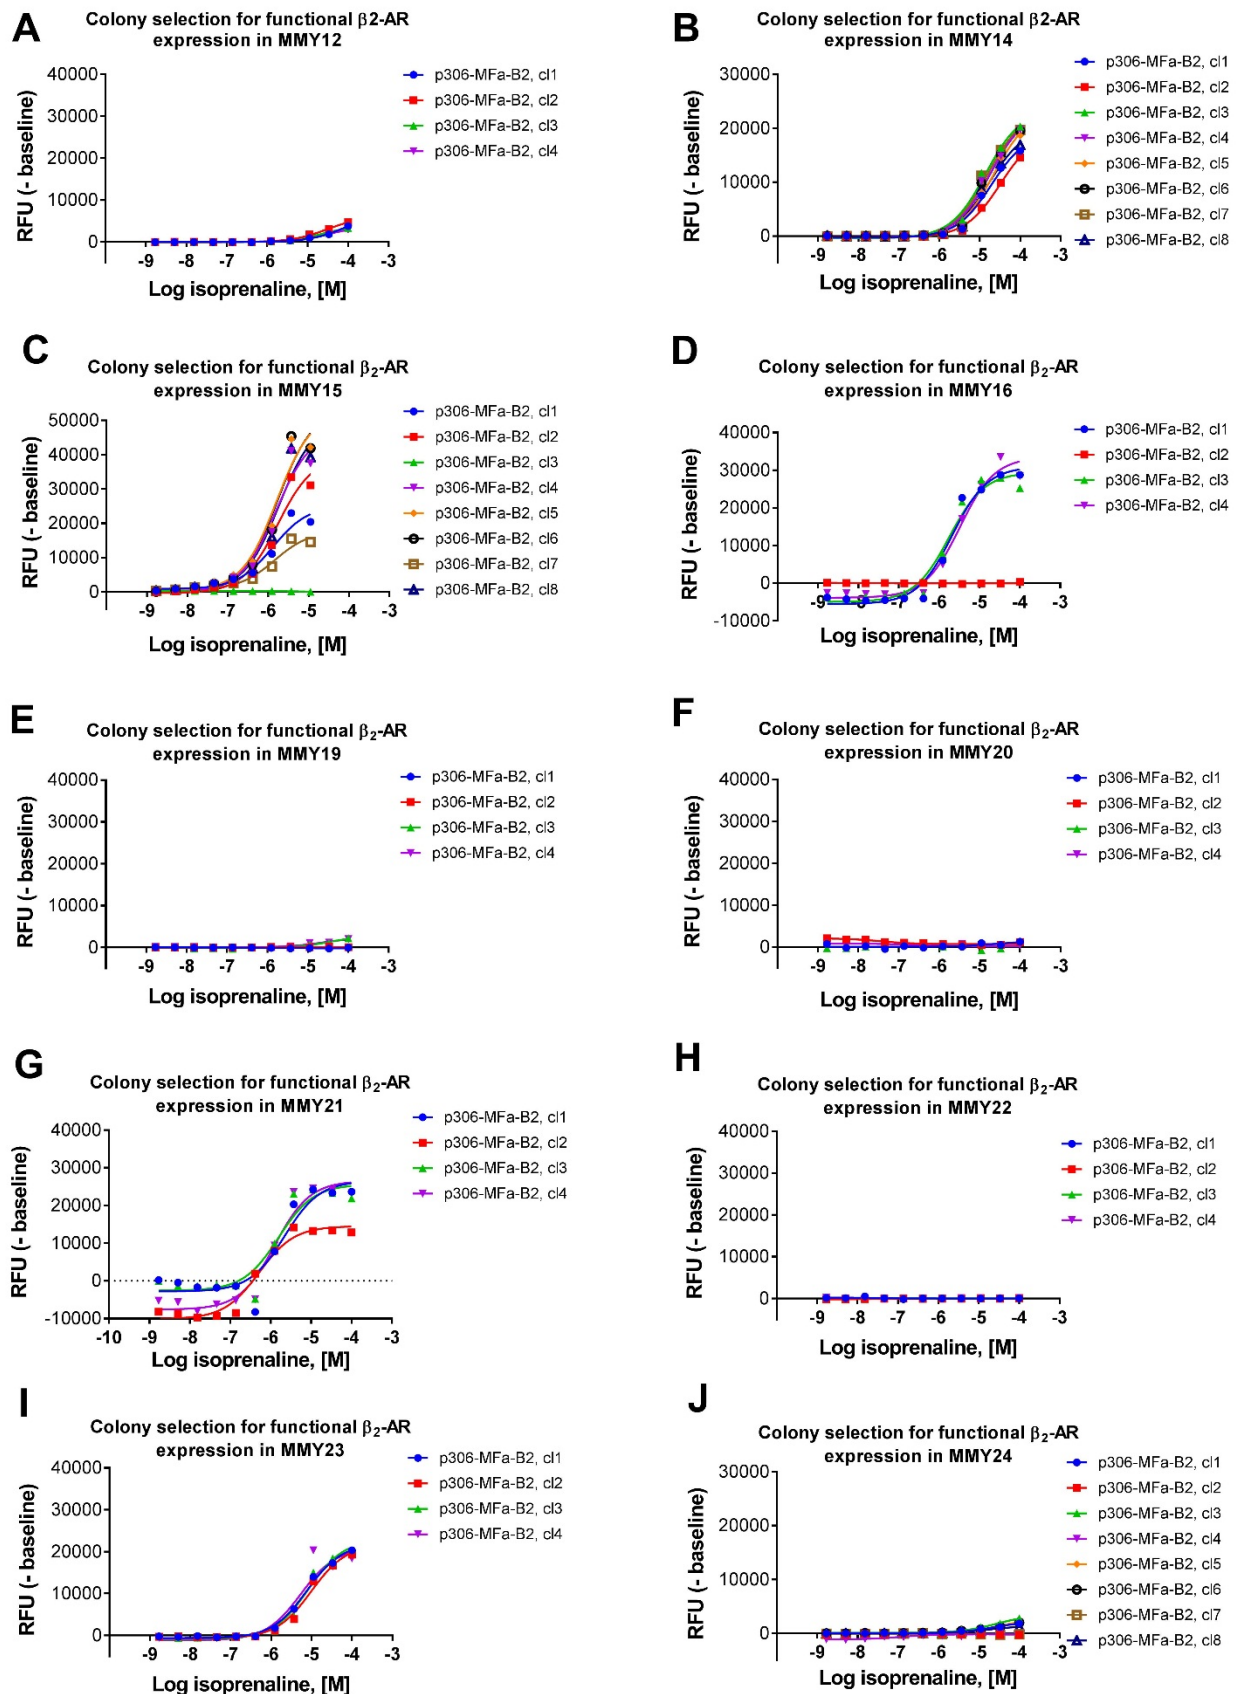 A
Colony selection for functional β2-AR
expression in MMY12
RFU (- baseline)
40000
30000
20000
10000
0
-9 -8 -7 -6 -5 -4 -3
Log isoprenaline, [M]
p306-MFa-B2, cl1
p306-MFa-B2, cl2
p306-MFa-B2, cl3
p306-MFa-B2, cl4
B
Colony selection for functional β2-AR
expression in MMY14
RFU (- baseline)
30000
20000
10000
0
-9 -8 -7 -6 -5 -4 -3
Log isoprenaline, [M]
p306-MFa-B2, cl1
p306-MFa-B2, cl2
p306-MFa-B2, cl3
p306-MFa-B2, cl4
p306-MFa-B2, cl5
p306-MFa-B2, cl6
p306-MFa-B2, cl7
p306-MFa-B2, cl8
C
Colony selection for functional β₂-AR
expression in MMY15
RFU (- baseline)
50000
40000
30000
20000
10000
0
-9 -8 -7 -6 -5 -4 -3
Log isoprenaline, [M]
p306-MFa-B2, cl1
p306-MFa-B2, cl2
p306-MFa-B2, cl3
p306-MFa-B2, cl4
p306-MFa-B2, cl5
p306-MFa-B2, cl6
p306-MFa-B2, cl7
p306-MFa-B2, cl8
D
Colony selection for functional β₂-AR
expression in MMY16
RFU (- baseline)
40000
30000
20000
10000
0
-10000
-9 -8 -7 -6 -5 -4 -3
Log isoprenaline, [M]
p306-MFa-B2, cl1
p306-MFa-B2, cl2
p306-MFa-B2, cl3
p306-MFa-B2, cl4
E
Colony selection for functional β₂-AR
expression in MMY19
RFU (- baseline)
40000
30000
20000
10000
0
-9 -8 -7 -6 -5 -4 -3
Log isoprenaline, [M]
p306-MFa-B2, cl1
p306-MFa-B2, cl2
p306-MFa-B2, cl3
p306-MFa-B2, cl4
F
Colony selection for functional β₂-AR
expression in MMY20
RFU (- baseline)
40000
30000
20000
10000
0
-9 -8 -7 -6 -5 -4 -3
Log isoprenaline, [M]
p306-MFa-B2, cl1
p306-MFa-B2, cl2
p306-MFa-B2, cl3
p306-MFa-B2, cl4
G
Colony selection for functional β₂-AR
expression in MMY21
RFU (- baseline)
40000
30000
20000
10000
0
-10000
-10 -9 -8 -7 -6 -5 -4 -3
Log isoprenaline, [M]
p306-MFa-B2, cl1
p306-MFa-B2, cl2
p306-MFa-B2, cl3
p306-MFa-B2, cl4
H
Colony selection for functional β₂-AR
expression in MMY22
RFU (- baseline)
40000
30000
20000
10000
0
-9 -8 -7 -6 -5 -4 -3
Log isoprenaline, [M]
p306-MFa-B2, cl1
p306-MFa-B2, cl2
p306-MFa-B2, cl3
p306-MFa-B2, cl4
I
Colony selection for functional β₂-AR
expression in MMY23
RFU (- baseline)
40000
30000
20000
10000
0
-9 -8 -7 -6 -5 -4 -3
Log isoprenaline, [M]
p306-MFa-B2, cl1
p306-MFa-B2, cl2
p306-MFa-B2, cl3
p306-MFa-B2, cl4
J
Colony selection for functional β₂-AR
expression in MMY24
RFU (- baseline)
30000
20000
10000
0
-9 -8 -7 -6 -5 -4 -3
Log isoprenaline, [M]
p306-MFa-B2, cl1
p306-MFa-B2, cl2
p306-MFa-B2, cl3
p306-MFa-B2, cl4
p306-MFa-B2, cl5
p306-MFa-B2, cl6
p306-MFa-B2, cl7
p306-MFa-B2, cl8